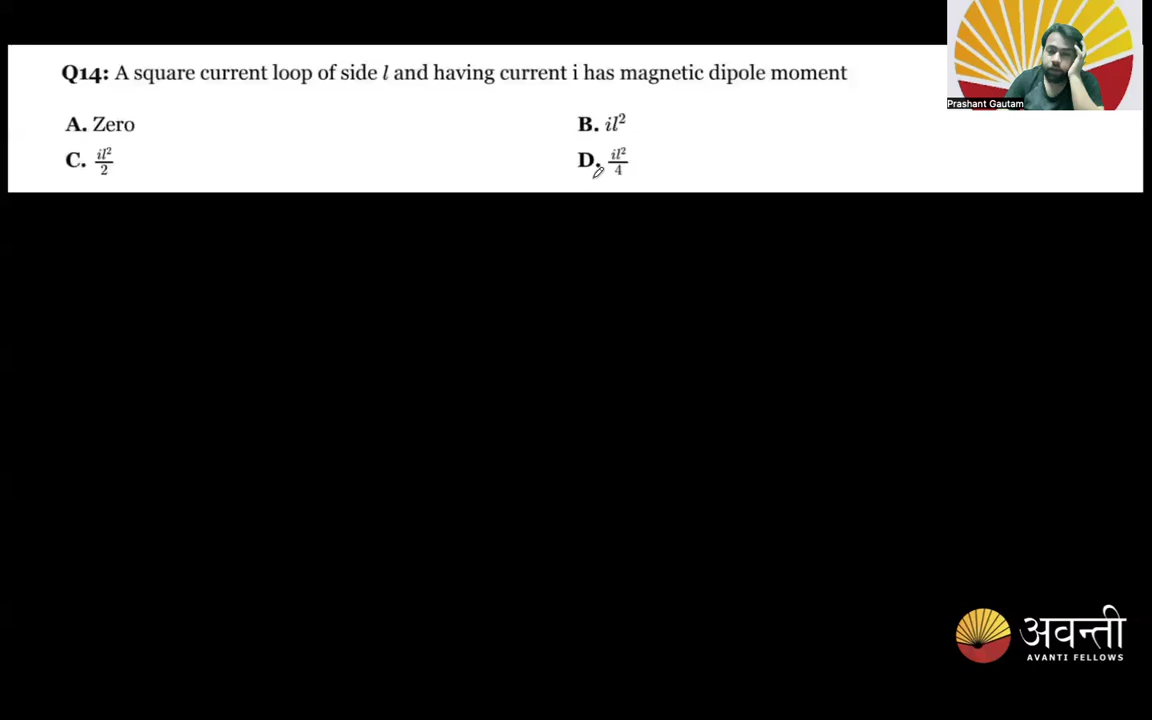 Prashant Gautam
Q14: A square current loop of side l and having current i has magnetic dipole moment
A. Zero B. il²
C. il²/2 D. il²/4
अवन्ती
AVANTI FELLOWS